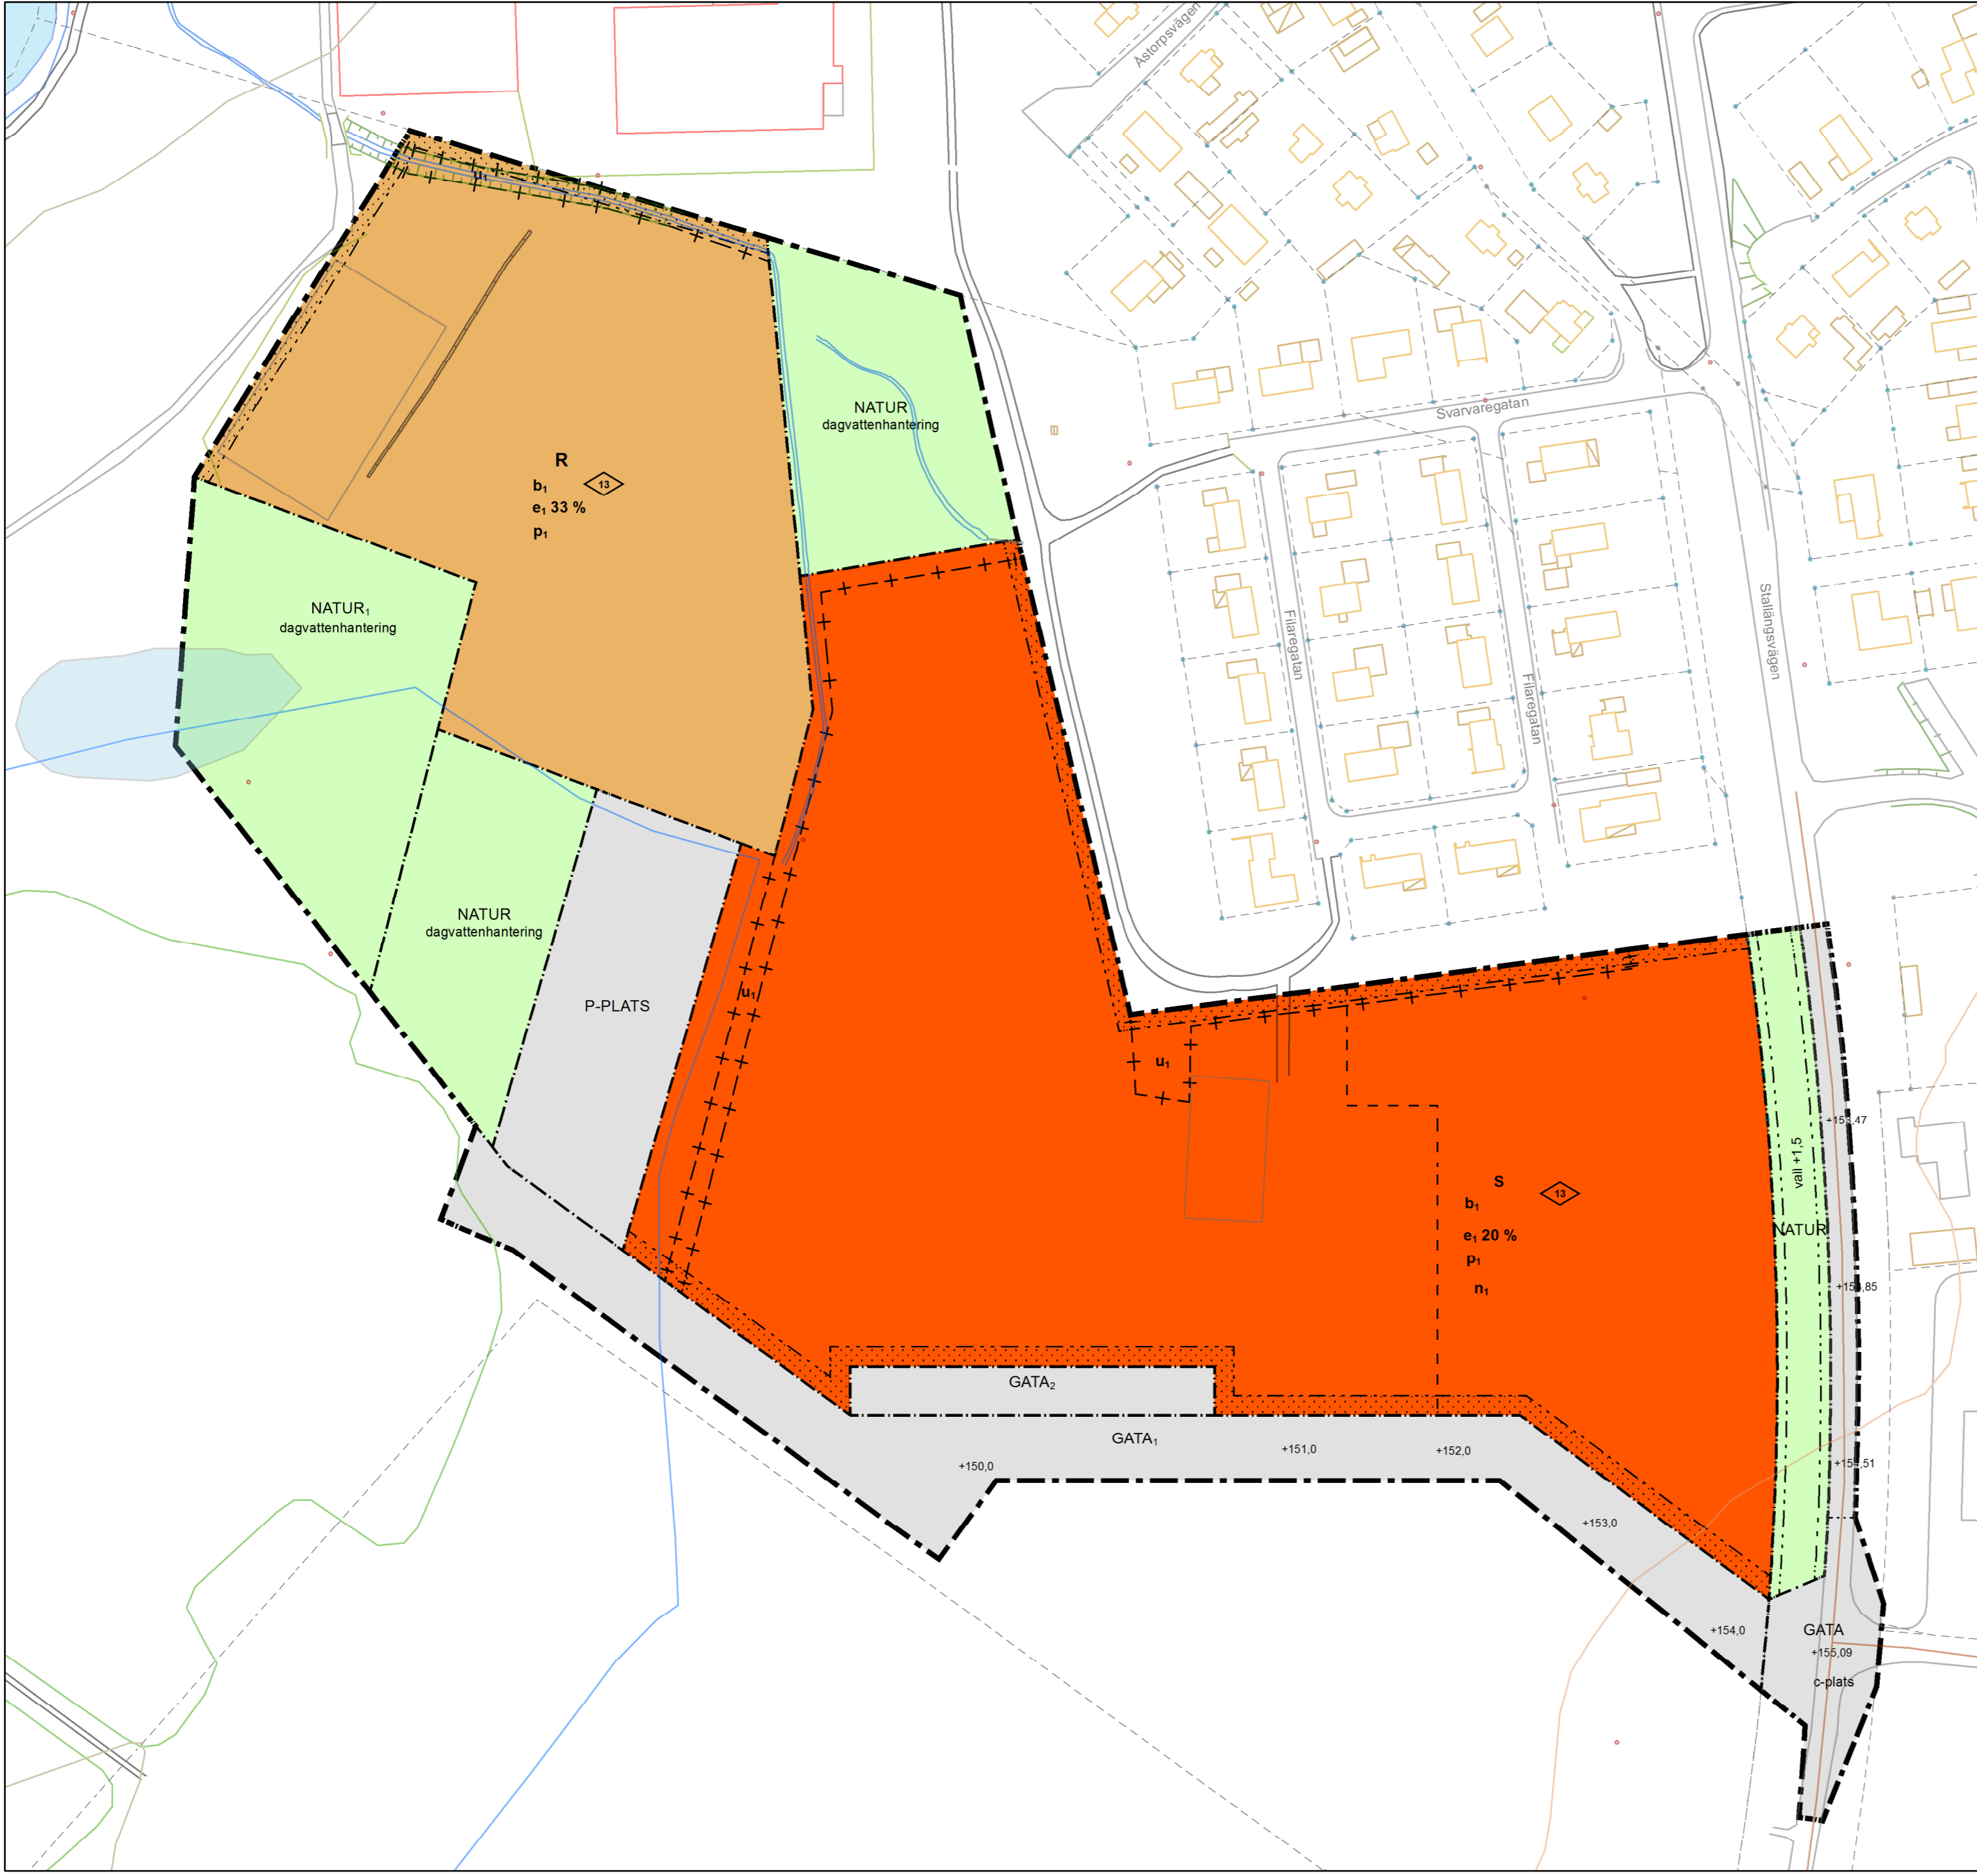 Åstorpsvägen
u₁
NATUR
dagvattenhantering
Svarvaregatan
R
b₁
13
e₁ 33 %
p₁
NATUR₁
dagvattenhantering
Filaregatan
Filaregatan
Stallängsvägen
NATUR
dagvattenhantering
P-PLATS
u₁
u₁
S
b₁
13
e₁ 20 %
p₁
n₁
vall +1,5
NATUR
GATA₂
GATA₁
+150,0
+151,0
+152,0
+153,0
+154,0
GATA
+155,09
c-plats